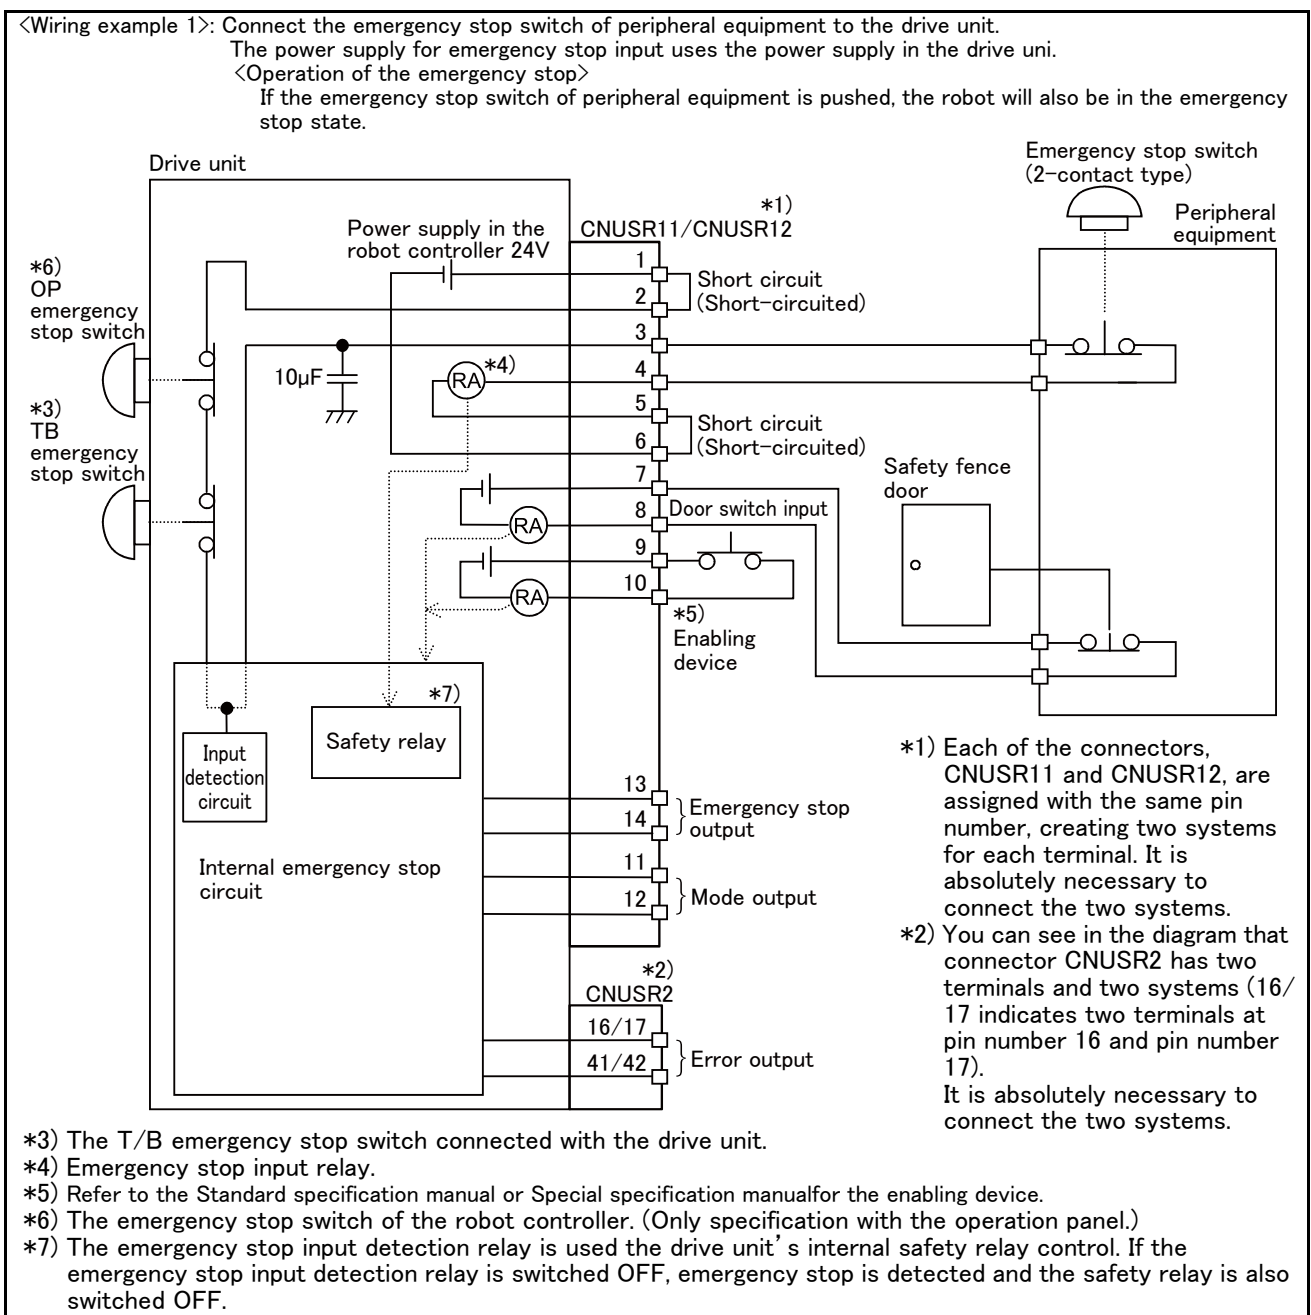 <Wiring example 1>: Connect the emergency stop switch of peripheral equipment to the drive unit.
The power supply for emergency stop input uses the power supply in the drive uni.
<Operation of the emergency stop>
If the emergency stop switch of peripheral equipment is pushed, the robot will also be in the emergency
stop state.
Drive unit
Emergency stop switch
(2-contact type)
Peripheral
equipment
*1)
CNUSR11/CNUSR12
Power supply in the
robot controller 24V
*6)
OP
emergency
stop switch
1
2
Short circuit
(Short-circuited)
3
4
*4)
RA
10μF
*3)
TB
emergency
stop switch
5
6
Short circuit
(Short-circuited)
7
8
Door switch input
RA
9
10
RA
*5)
Enabling
device
Safety fence
door
*7)
Safety relay
Input
detection
circuit
Internal emergency stop
circuit
13
14
Emergency stop
output
11
12
Mode output
*2)
CNUSR2
16/17
41/42
Error output
*1) Each of the connectors,
CNUSR11 and CNUSR12, are
assigned with the same pin
number, creating two systems
for each terminal. It is
absolutely necessary to
connect the two systems.
*2) You can see in the diagram that
connector CNUSR2 has two
terminals and two systems (16/
17 indicates two terminals at
pin number 16 and pin number
17).
It is absolutely necessary to
connect the two systems.
*3) The T/B emergency stop switch connected with the drive unit.
*4) Emergency stop input relay.
*5) Refer to the Standard specification manual or Special specification manualfor the enabling device.
*6) The emergency stop switch of the robot controller. (Only specification with the operation panel.)
*7) The emergency stop input detection relay is used the drive unit's internal safety relay control. If the
emergency stop input detection relay is switched OFF, emergency stop is detected and the safety relay is also
switched OFF.